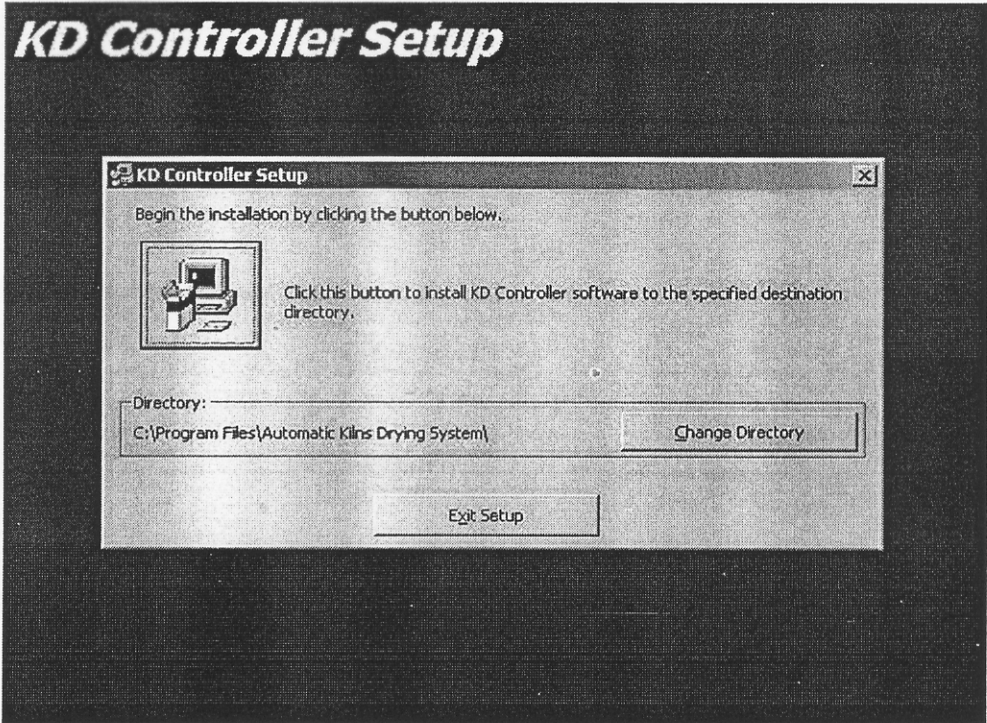 KD Controller Setup
KD Controller Setup
Begin the installation by clicking the button below.
Click this button to install KD Controller software to the specified destination
directory.
Directory:
C:\Program Files\Automatic Kilns Drying System\
Change Directory
Exit Setup